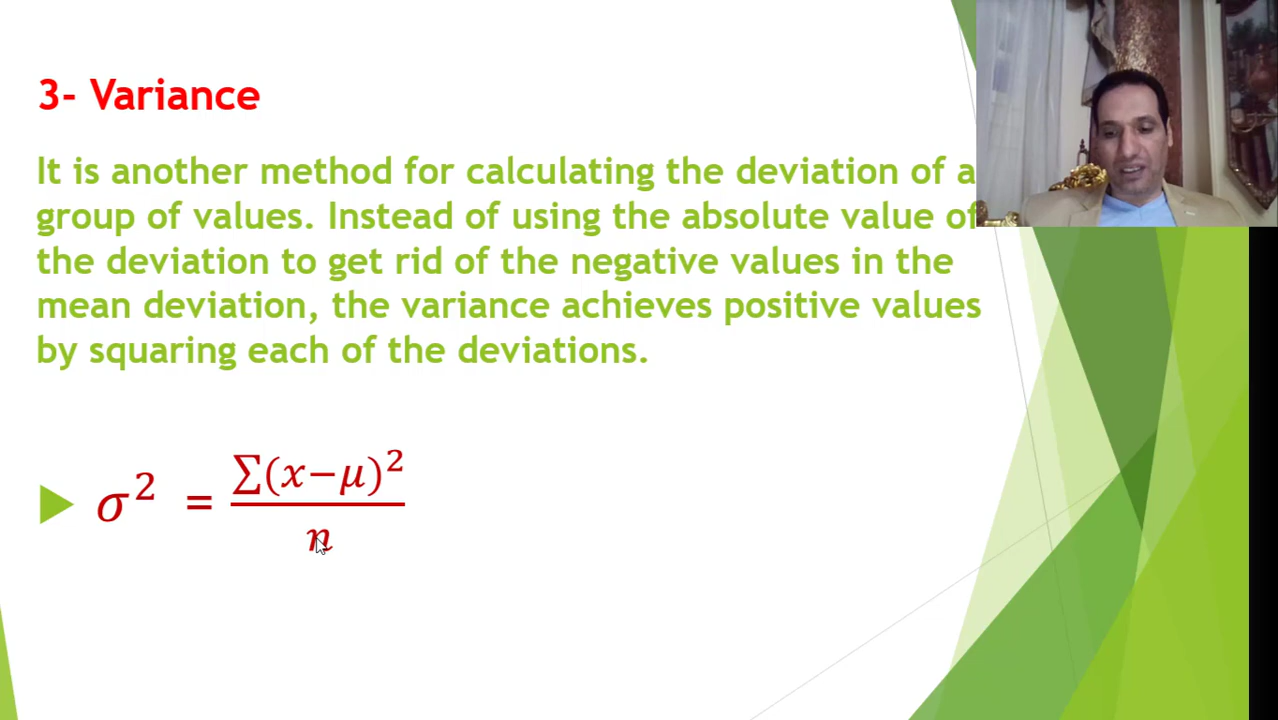 3- Variance
It is another method for calculating the deviation of a
group of values. Instead of using the absolute value of
the deviation to get rid of the negative values in the
mean deviation, the variance achieves positive values
by squaring each of the deviations.
σ² = ∑(x−μ)² / n